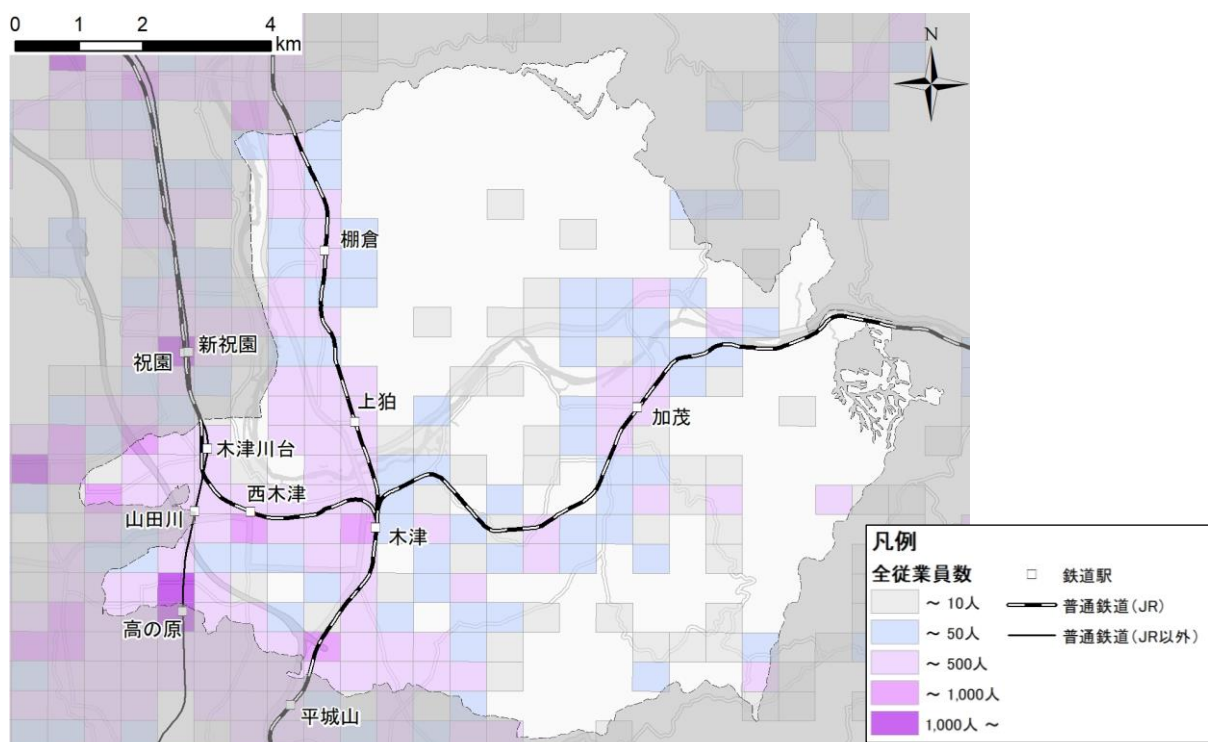 0 1 2 4
km
N
棚倉
新祝園
祝園
上狛
加茂
木津川台
西木津
山田川
木津
高の原
平城山
凡例
全従業員数
～ 10人
～ 50人
～ 500人
～ 1,000人
1,000人 ～
鉄道駅
普通鉄道(JR)
普通鉄道(JR以外)